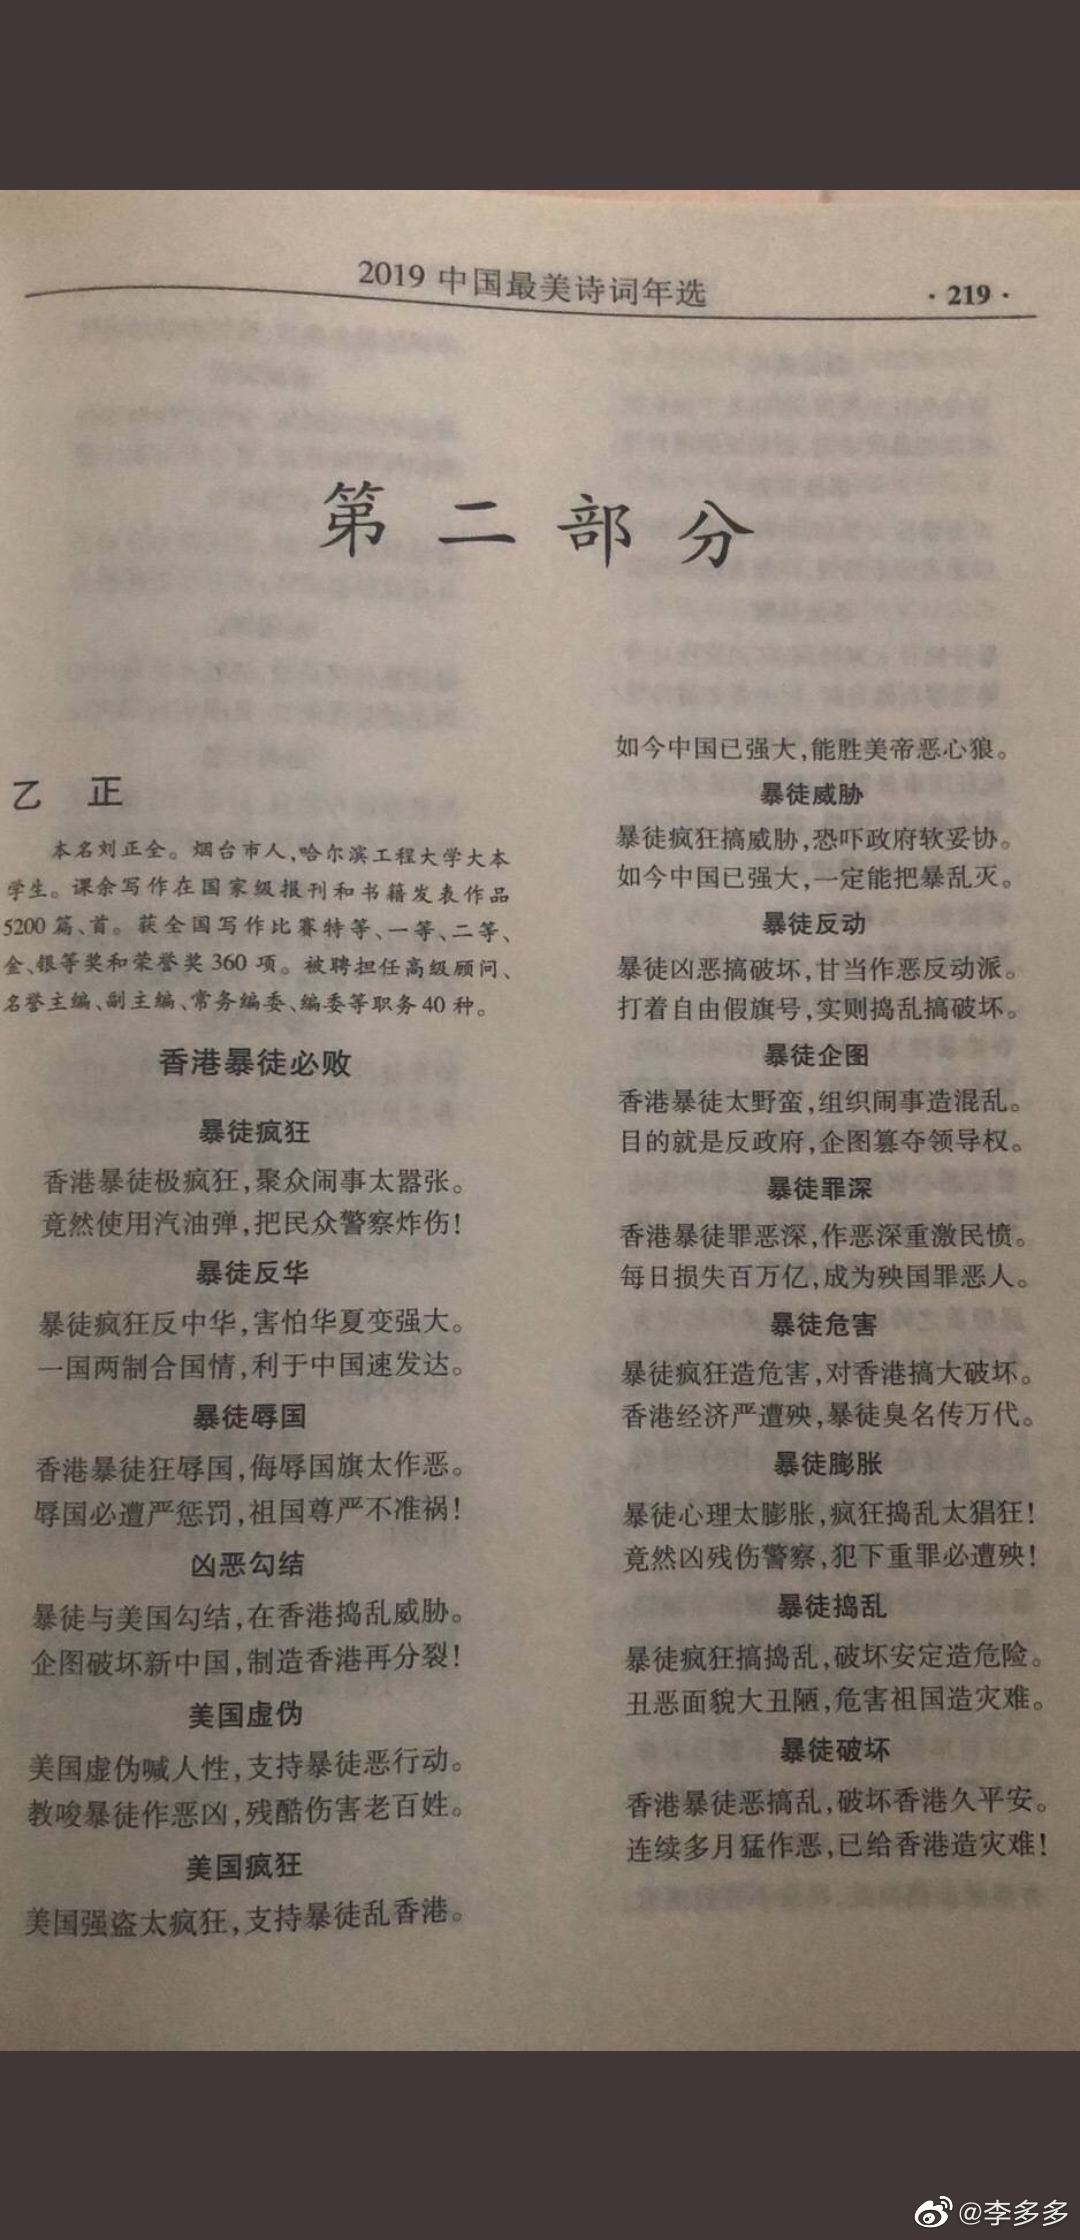 2019 中国最美诗词年选
·219·
第二部分
乙 正
本名刘正全。烟台市人,哈尔滨工程大学大本
学生。课余写作在国家级报刊和书籍发表作品
5200 篇、首。获全国写作比赛特等、一等、二等、
金、银等奖和荣誉奖 360 项。被聘担任高级顾问、
名誉主编、副主编、常务编委、编委等职务 40 种。
香港暴徒必败
暴徒疯狂
香港暴徒极疯狂,聚众闹事太嚣张。
竟然使用汽油弹,把民众警察炸伤!
暴徒反华
暴徒疯狂反中华,害怕华夏变强大。
一国两制合国情,利于中国速发达。
暴徒辱国
香港暴徒狂辱国,侮辱国旗太作恶。
辱国必遭严惩罚,祖国尊严不准祸!
凶恶勾结
暴徒与美国勾结,在香港捣乱威胁。
企图破坏新中国,制造香港再分裂!
美国虚伪
美国虚伪喊人性,支持暴徒恶行动。
教唆暴徒作恶凶,残酷伤害老百姓。
美国疯狂
美国强盗太疯狂,支持暴徒乱香港。
如今中国已强大,能胜美帝恶心狼。
暴徒威胁
暴徒疯狂搞威胁,恐吓政府软妥协。
如今中国已强大,一定能把暴乱灭。
暴徒反动
暴徒凶恶搞破坏,甘当作恶反动派。
打着自由假旗号,实则捣乱搞破坏。
暴徒企图
香港暴徒太野蛮,组织闹事造混乱。
目的就是反政府,企图篡夺领导权。
暴徒罪深
香港暴徒罪恶深,作恶深重激民愤。
每日损失百万亿,成为殃国罪恶人。
暴徒危害
暴徒疯狂造危害,对香港搞大破坏。
香港经济严遭殃,暴徒臭名传万代。
暴徒膨胀
暴徒心理太膨胀,疯狂捣乱太猖狂!
竟然凶残伤警察,犯下重罪必遭殃!
暴徒捣乱
暴徒疯狂搞捣乱,破坏安定造危险。
丑恶面貌大丑陋,危害祖国造灾难。
暴徒破坏
香港暴徒恶搞乱,破坏香港久平安。
连续多月猛作恶,已给香港造灾难!
@李多多